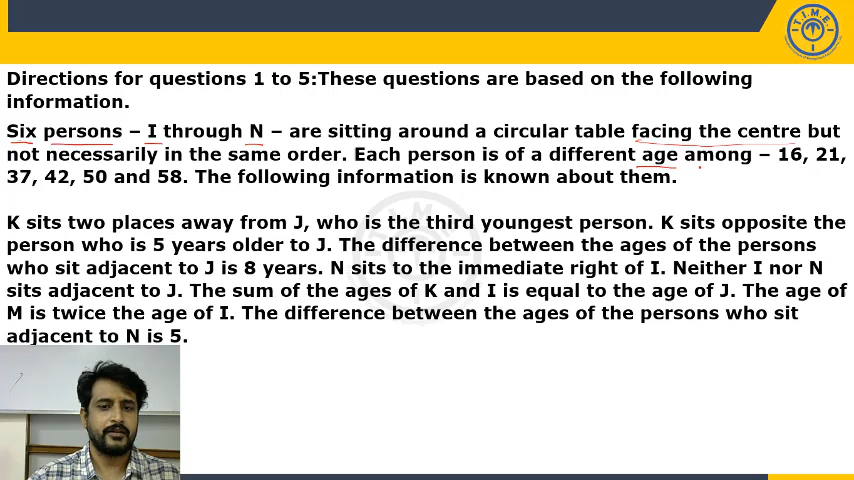 T.I.M.E.
Directions for questions 1 to 5:These questions are based on the following
information.
Six persons – I through N – are sitting around a circular table facing the centre but
not necessarily in the same order. Each person is of a different age among – 16, 21,
37, 42, 50 and 58. The following information is known about them.
K sits two places away from J, who is the third youngest person. K sits opposite the
person who is 5 years older to J. The difference between the ages of the persons
who sit adjacent to J is 8 years. N sits to the immediate right of I. Neither I nor N
sits adjacent to J. The sum of the ages of K and I is equal to the age of J. The age of
M is twice the age of I. The difference between the ages of the persons who sit
adjacent to N is 5.